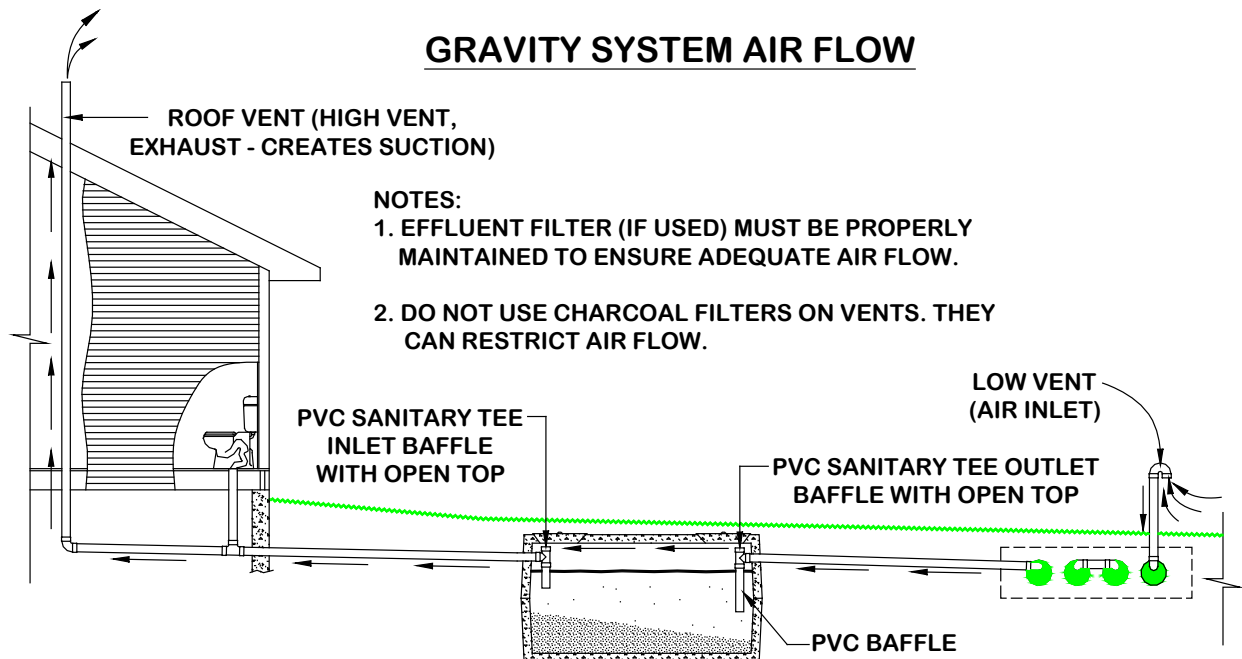 GRAVITY SYSTEM AIR FLOW
ROOF VENT (HIGH VENT,
EXHAUST - CREATES SUCTION)
NOTES:
1. EFFLUENT FILTER (IF USED) MUST BE PROPERLY
MAINTAINED TO ENSURE ADEQUATE AIR FLOW.
2. DO NOT USE CHARCOAL FILTERS ON VENTS. THEY
CAN RESTRICT AIR FLOW.
LOW VENT
(AIR INLET)
PVC SANITARY TEE
INLET BAFFLE
WITH OPEN TOP
PVC SANITARY TEE OUTLET
BAFFLE WITH OPEN TOP
PVC BAFFLE